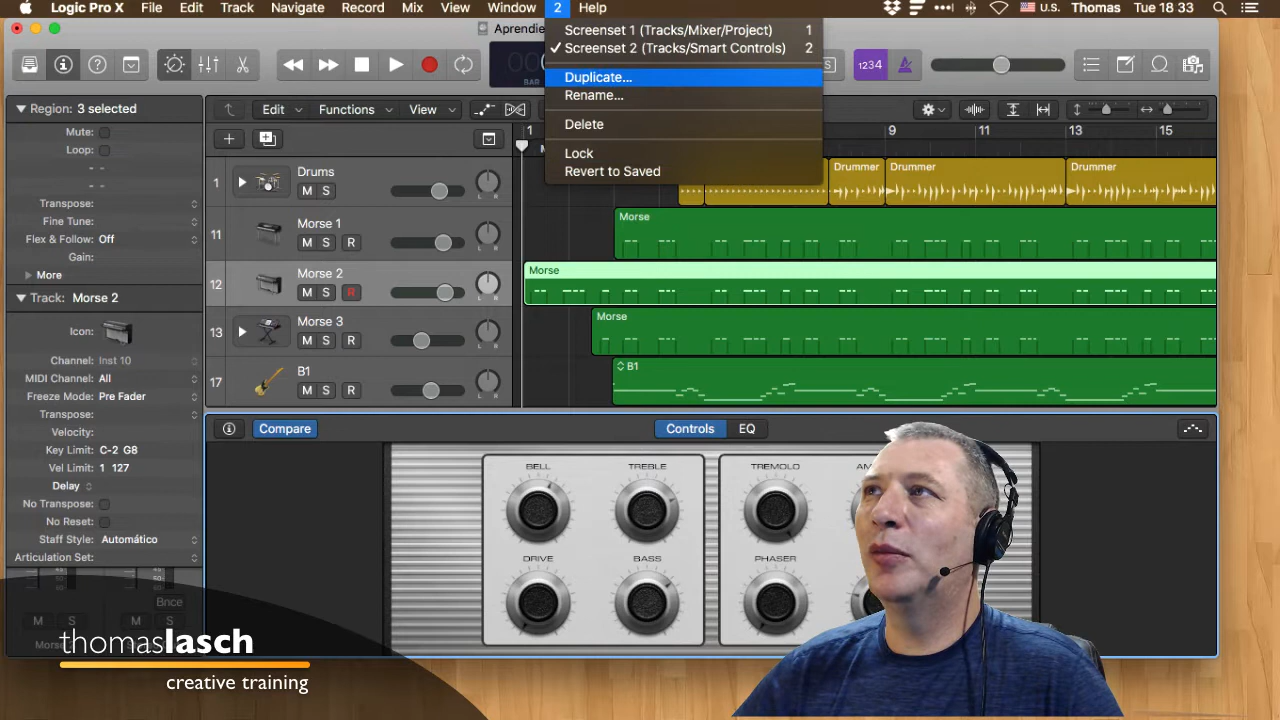 Logic Pro X File Edit Track Navigate Record Mix View Window 2 Help U.S. Thomas Tue 18 33
Aprendie
Screenset 1 (Tracks/Mixer/Project) 1
✓ Screenset 2 (Tracks/Smart Controls) 2
Duplicate...
Rename...
Delete
Lock
Revert to Saved
BAR
S
1234
Region: 3 selected
Mute:
Loop:
Transpose:
Fine Tune:
Flex & Follow: Off
Gain:
More
Track: Morse 2
Icon:
Channel: Inst 10
MIDI Channel: All
Freeze Mode: Pre Fader
Transpose:
Velocity:
Key Limit: C-2 G8
Vel Limit: 1 127
Delay
No Transpose:
No Reset:
Staff Style: Automático
Articulation Set:
Bnce
M S M S
Edit Functions View
1 9 11 13 15
1 Drums
M S
L R
Drummer Drummer Drummer
11 Morse 1
M S R
L R
Morse
12 Morse 2
M S R
L R
Morse
13 Morse 3
M S R
L R
Morse
17 B1
M S R
L R
B1
Compare Controls EQ
BELL TREBLE TREMOLO
DRIVE BASS PHASER
thomaslasch
creative training